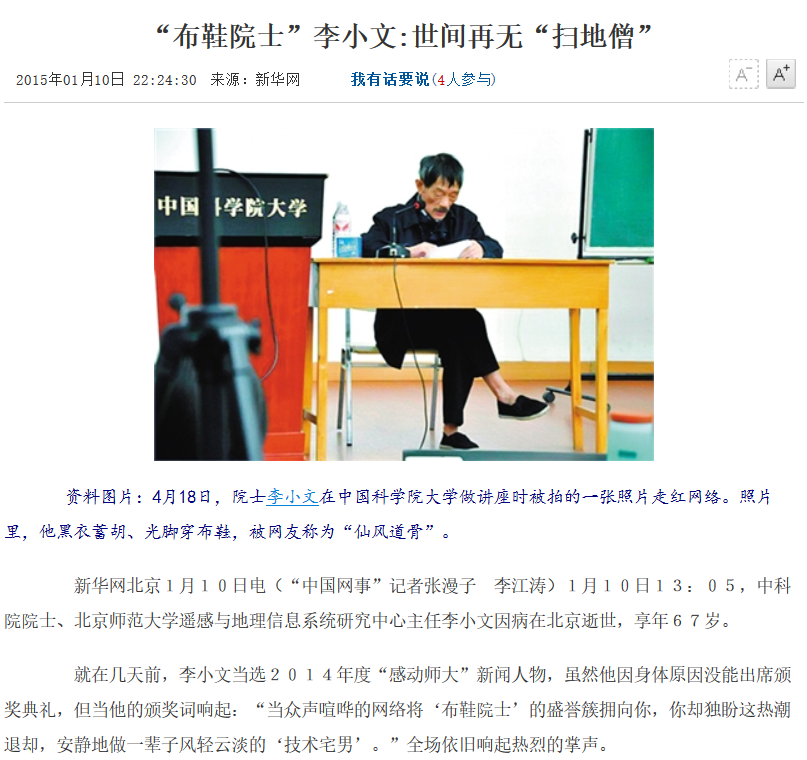 “布鞋院士”李小文:世间再无“扫地僧”
2015年01月10日 22:24:30 来源：新华网 我有话要说(4人参与) A- A+
中国科学院大学
资料图片：4月18日，院士李小文在中国科学院大学做讲座时被拍的一张照片走红网络。照片
里，他黑衣蓄胡、光脚穿布鞋，被网友称为“仙风道骨”。
新华网北京１月１０日电（“中国网事”记者张漫子　李江涛）１月１０日１３：０５，中科
院院士、北京师范大学遥感与地理信息系统研究中心主任李小文因病在北京逝世，享年６７岁。
就在几天前，李小文当选２０１４年度“感动师大”新闻人物，虽然他因身体原因没能出席颁
奖典礼，但当他的颁奖词响起：“当众声喧哗的网络将‘布鞋院士’的盛誉簇拥向你，你却独盼这热潮
退却，安静地做一辈子风轻云淡的‘技术宅男’。”全场依旧响起热烈的掌声。